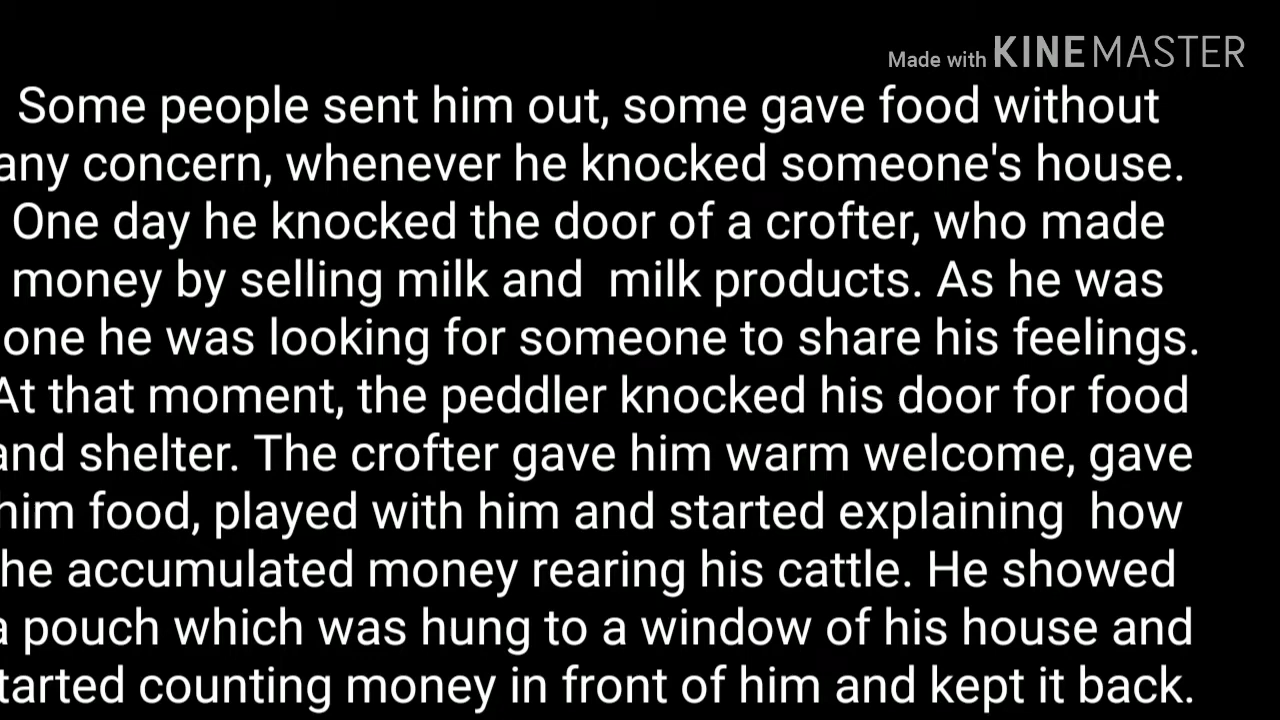 Made with KINEMASTER
Some people sent him out, some gave food without
any concern, whenever he knocked someone's house.
One day he knocked the door of a crofter, who made
money by selling milk and milk products. As he was
one he was looking for someone to share his feelings.
At that moment, the peddler knocked his door for food
and shelter. The crofter gave him warm welcome, gave
him food, played with him and started explaining how
he accumulated money rearing his cattle. He showed
a pouch which was hung to a window of his house and
tarted counting money in front of him and kept it back.